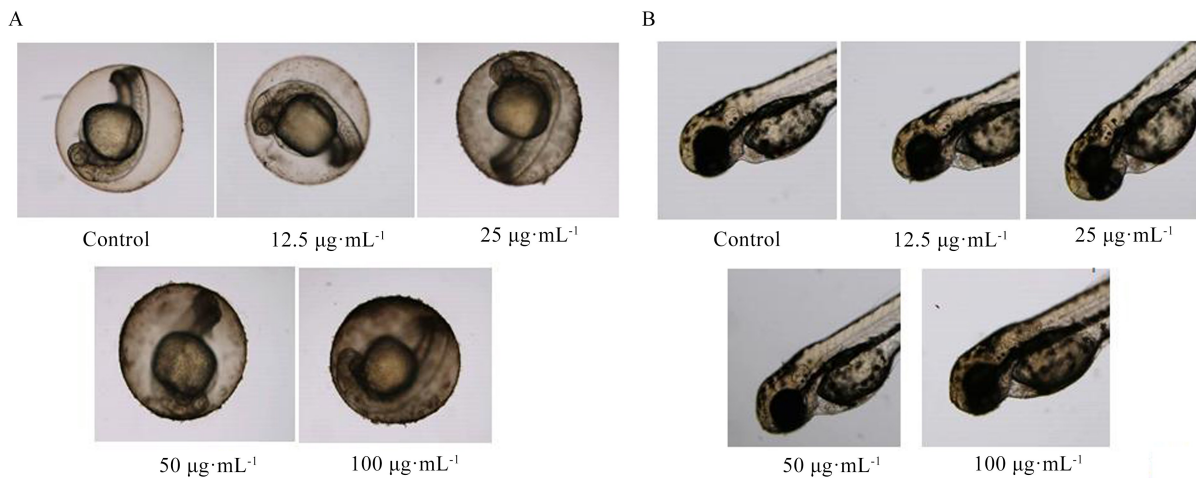 A
B
Control
12.5 μg·mL⁻¹
25 μg·mL⁻¹
Control
12.5 μg·mL⁻¹
25 μg·mL⁻¹
50 μg·mL⁻¹
100 μg·mL⁻¹
50 μg·mL⁻¹
100 μg·mL⁻¹